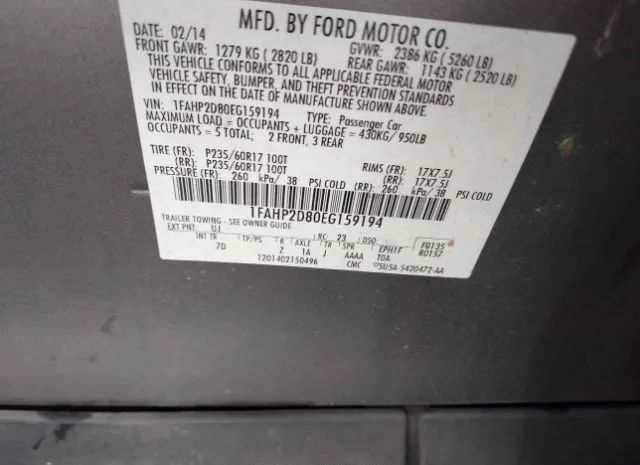 MFD. BY FORD MOTOR CO.
DATE: 02/14 GVWR: 2386 KG ( 5260 LB)
FRONT GAWR: 1279 KG ( 2820 LB) REAR GAWR: 1143 KG ( 2520 LB)
THIS VEHICLE CONFORMS TO ALL APPLICABLE FEDERAL MOTOR
VEHICLE SAFETY, BUMPER, AND THEFT PREVENTION STANDARDS
IN EFFECT ON THE DATE OF MANUFACTURE SHOWN ABOVE.
VIN: 1FAHP2D80EG159194 TYPE: Passenger Car
MAXIMUM LOAD = OCCUPANTS + LUGGAGE = 430KG/ 950LB
OCCUPANTS = 5 TOTAL; 2 FRONT, 3 REAR
TIRE (FR): P235/60R17 100T RIMS (FR): 17X7.5J
(RR): P235/60R17 100T (RR): 17X7.5J
PRESSURE (FR): 260 kPa/ 38 PSI COLD (RR): 260 kPa/ 38 PSI COLD
1FAHP2D80EG159194
TRAILER TOWING - SEE OWNER GUIDE
EXT PNT: UJ RC: 23 DSO: FQ135
INT TR TP/PS R AXLE TR SPR EPH1F R0157
7D Z 1A J AAAA TOA
1201402150496 CMC 5U5A-5420472-AA